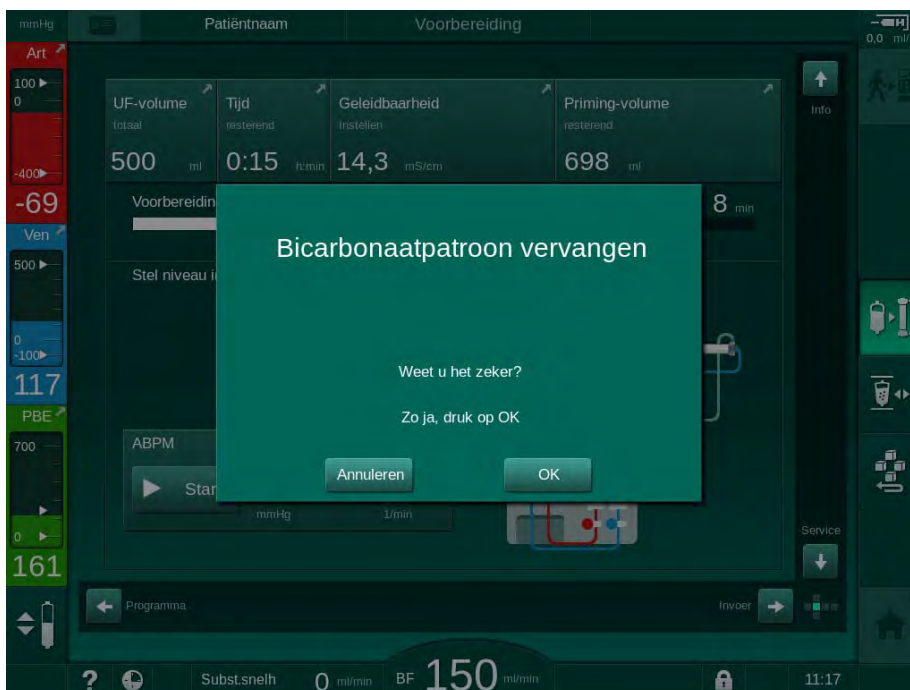 mmHg
Patiëntnaam
Voorbereiding
0,0 ml/
Art
100
0
-400
-69
Ven
500
0
-100
117
PBE
700
0
161
UF-volume
totaal
500 ml
Tijd
resterend
0:15 h:min
Geleidbaarheid
Instellen
14,3 mS/cm
Priming-volume
resterend
698 ml
Info
Voorbereidin
8 min
Stel niveau i
Bicarbonaatpatroon vervangen
Weet u het zeker?
Zo ja, druk op OK
Annuleren
OK
ABPM
Star
mmHg
1/min
Service
Programma
Invoer
? Subst.snelh 0 ml/min BF 150 ml/min 11:17